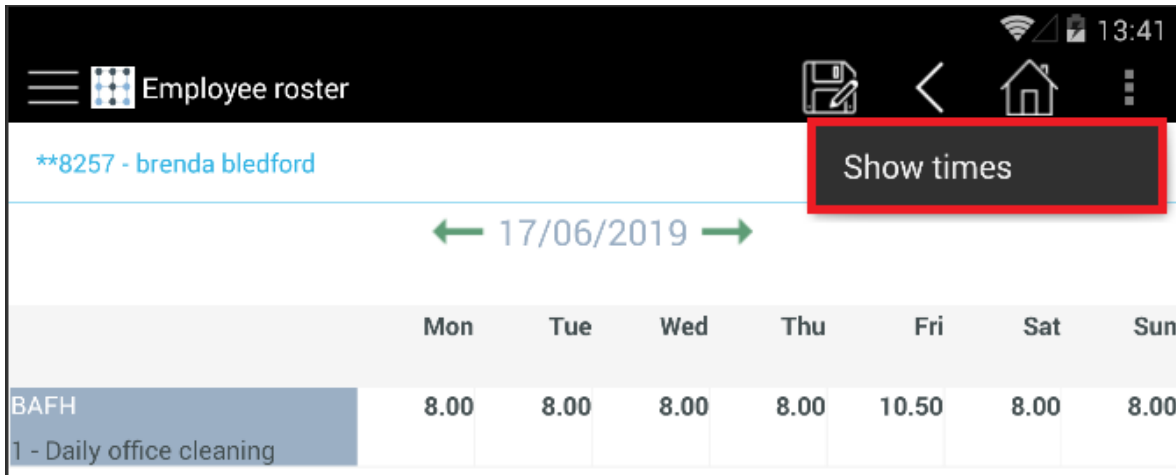 13:41
Employee roster
**8257 - brenda bledford
Show times
17/06/2019
Mon Tue Wed Thu Fri Sat Sun
BAFH 8.00 8.00 8.00 8.00 10.50 8.00 8.00
1 - Daily office cleaning